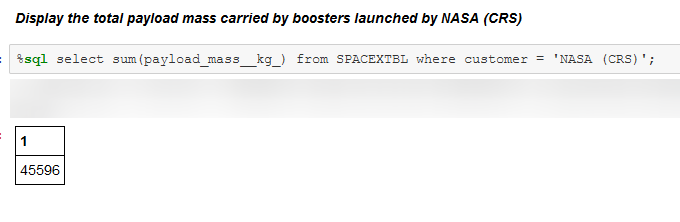 Display the total payload mass carried by boosters launched by NASA (CRS)
%sql select sum(payload_mass__kg_) from SPACEXTBL where customer = 'NASA (CRS)';
1
45596